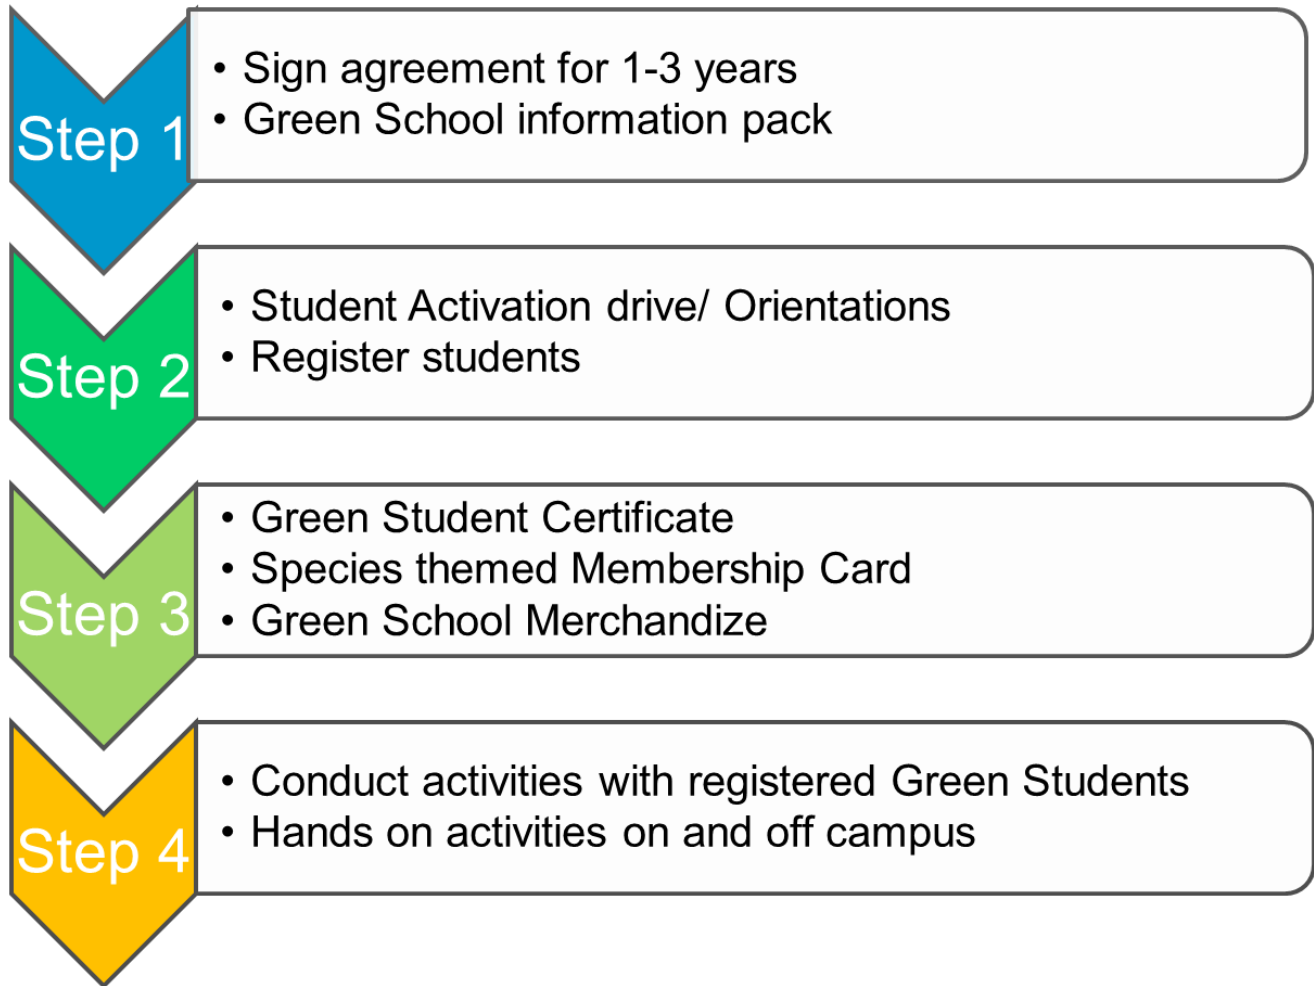 Step 1
• Sign agreement for 1-3 years
• Green School information pack
Step 2
• Student Activation drive/ Orientations
• Register students
Step 3
• Green Student Certificate
• Species themed Membership Card
• Green School Merchandize
Step 4
• Conduct activities with registered Green Students
• Hands on activities on and off campus